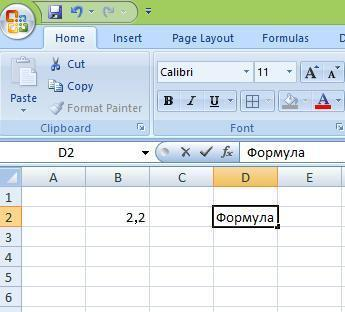 Home Insert Page Layout Formulas
Paste
Cut
Copy
Format Painter
Clipboard
Calibri 11 A A
B I U A
Font
D2 fx Формула
A B C D E
1
2 2,2 Формула
3
4
5
6